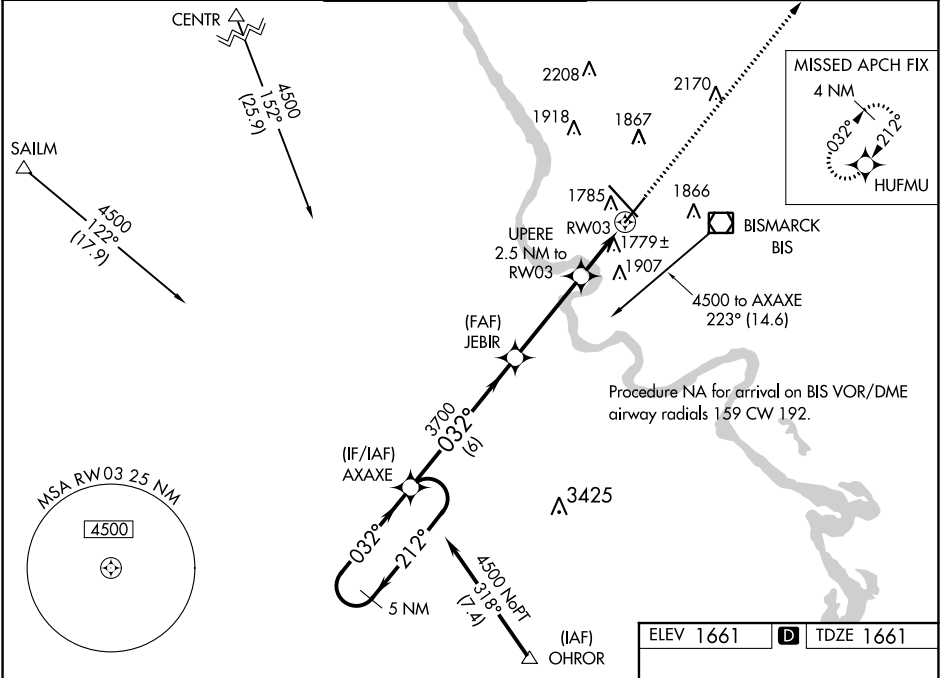 CENTR
4500
152°
(25.9)
SAILM
4500
122°
(17.9)
2208
2170
1918
1867
1785
1866
RW03
UPERE
2.5 NM to
RW03
1779±
1907
BISMARCK
BIS
4500 to AXAXE
223° (14.6)
MISSED APCH FIX
4 NM
032°
212°
HUFMU
(FAF)
JEBIR
Procedure NA for arrival on BIS VOR/DME
airway radials 159 CW 192.
3700
032°
(6)
(IF/IAF)
AXAXE
3425
032°
212°
5 NM
MSA RW03 25 NM
4500
4500 NoPT
318°
(7.4)
(IAF)
OHROR
ELEV 1661 D TDZE 1661